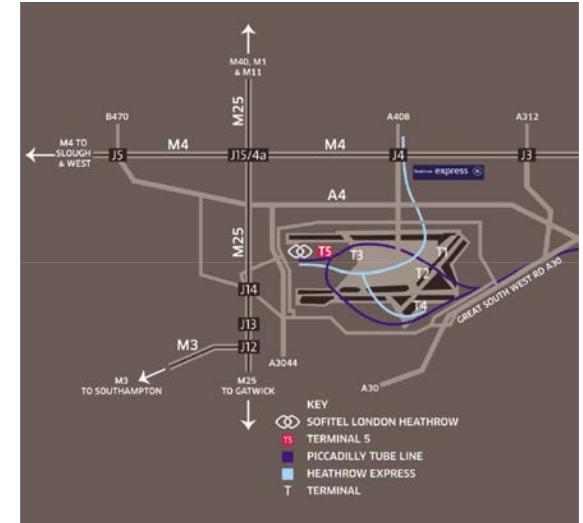 M40, M1
& M11
B470
M25
A408
A312
M4 TO
SLOUGH
& WEST
J5
M4
J15/4a
M4
J4
J3
Heathrow express
A4
M25
T5
T3
T1
T2
T4
GREAT SOUTH WEST RD A30
J14
J13
J12
M3
A3044
A30
M3
TO SOUTHAMPTON
M25
TO GATWICK
KEY
SOFITEL LONDON HEATHROW
T5 TERMINAL 5
PICCADILLY TUBE LINE
HEATHROW EXPRESS
T TERMINAL